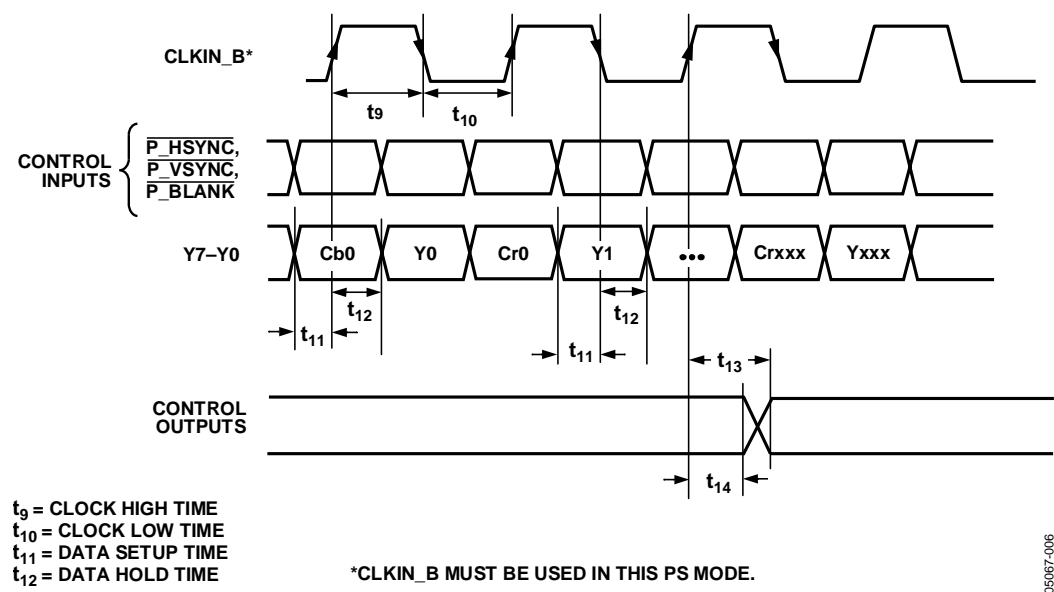 CLKIN_B*
t9
t10
CONTROL
INPUTS
P_HSYNC,
P_VSYNC,
P_BLANK
Y7–Y0
Cb0
Y0
Cr0
Y1
•••
Crxxx
Yxxx
t11
t12
t11
t12
t13
CONTROL
OUTPUTS
t14
t9 = CLOCK HIGH TIME
t10 = CLOCK LOW TIME
t11 = DATA SETUP TIME
t12 = DATA HOLD TIME
*CLKIN_B MUST BE USED IN THIS PS MODE.
05067-006